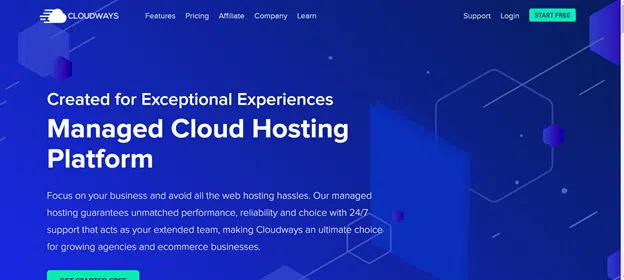 CLOUDWAYS
Features Pricing Affiliate Company Learn Support Login START FREE
Created for Exceptional Experiences
Managed Cloud Hosting
Platform
Focus on your business and avoid all the web hosting hassles. Our managed
hosting guarantees unmatched performance, reliability and choice with 24/7
support that acts as your extended team, making Cloudways an ultimate choice
for growing agencies and ecommerce businesses.
GET STARTED FREE